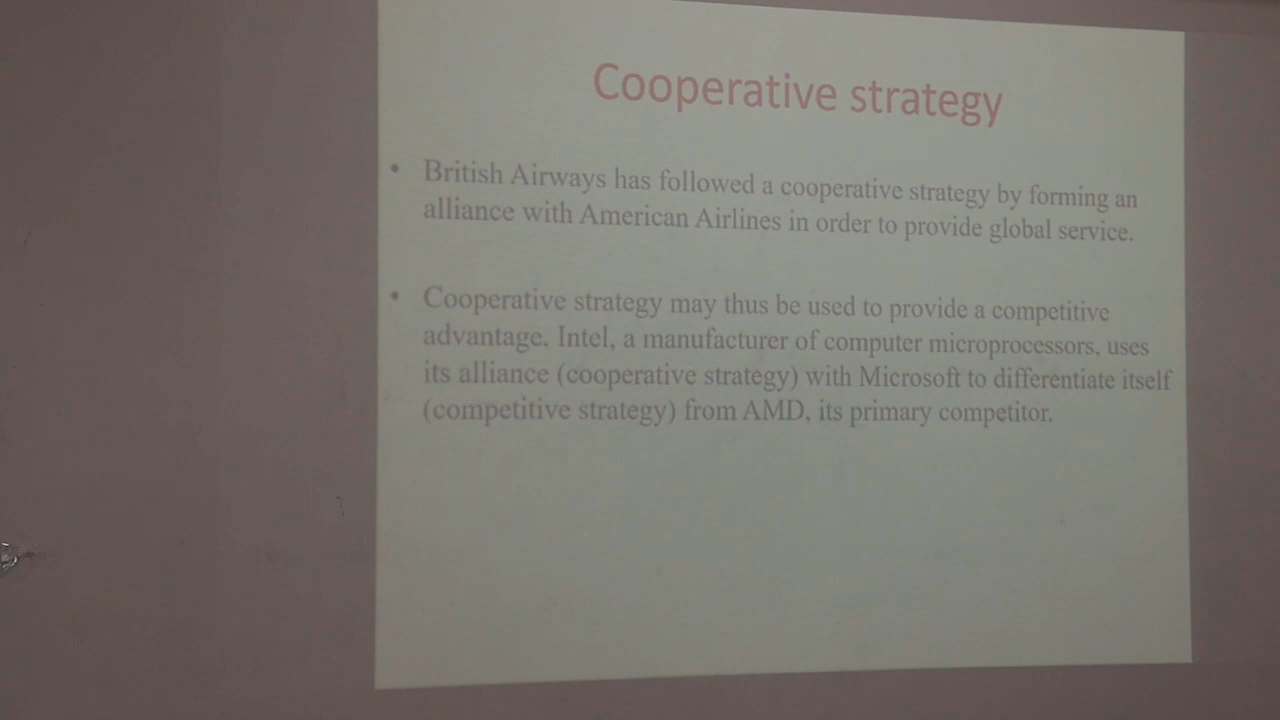 Cooperative strategy
• British Airways has followed a cooperative strategy by forming an
alliance with American Airlines in order to provide global service.
• Cooperative strategy may thus be used to provide a competitive
advantage. Intel, a manufacturer of computer microprocessors, uses
its alliance (cooperative strategy) with Microsoft to differentiate itself
(competitive strategy) from AMD, its primary competitor.